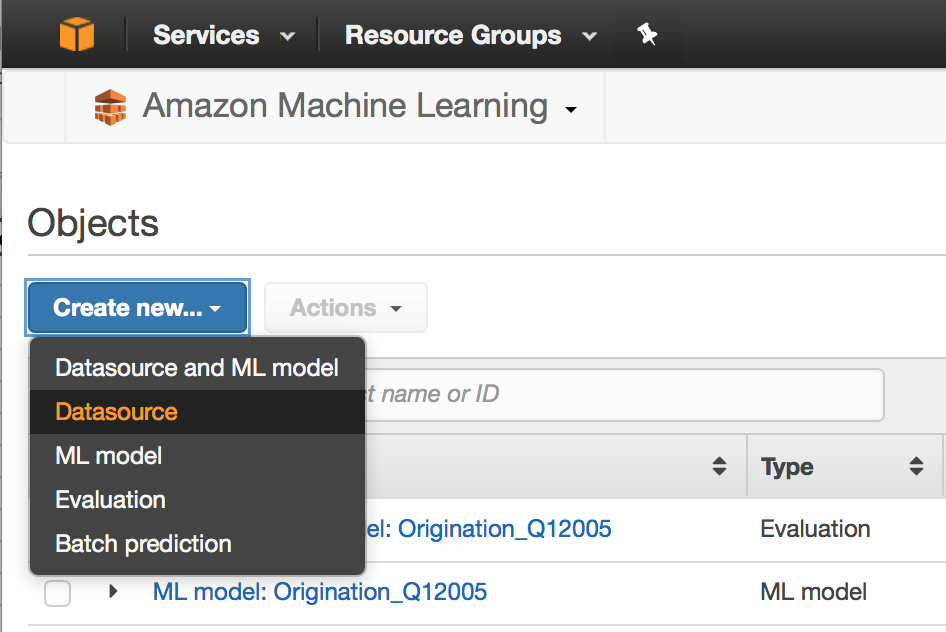 Services Resource Groups
Amazon Machine Learning
Objects
Create new... Actions
Datasource and ML model
name or ID
Datasource
ML model
Type
Evaluation
Origination_Q12005 Evaluation
Batch prediction
ML model: Origination_Q12005 ML model